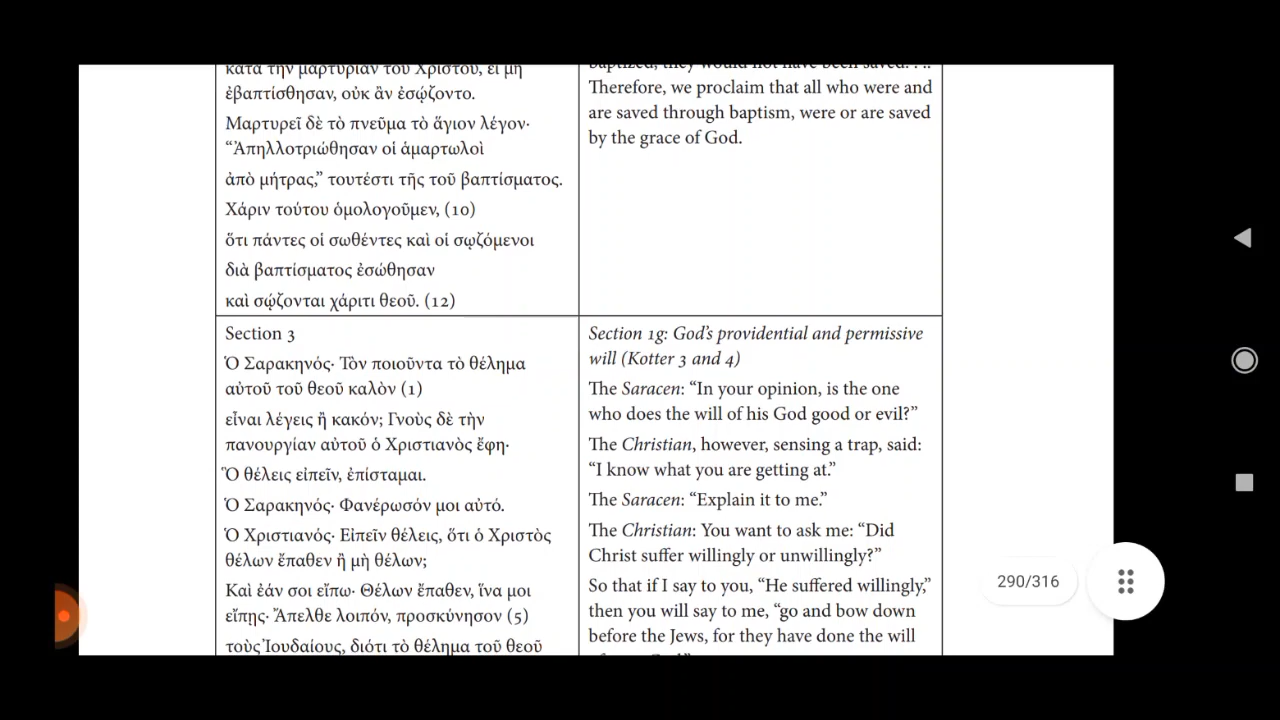 κατὰ τὴν μαρτυρίαν τοῦ Χριστοῦ, εἰ μὴ
ἐβαπτίσθησαν, οὐκ ἂν ἐσῴζοντο.
Μαρτυρεῖ δὲ τὸ πνεῦμα τὸ ἅγιον λέγον·
“Ἀπηλλοτριώθησαν οἱ ἁμαρτωλοὶ
ἀπὸ μήτρας,” τουτέστι τῆς τοῦ βαπτίσματος.
Χάριν τούτου ὁμολογοῦμεν, (10)
ὅτι πάντες οἱ σωθέντες καὶ οἱ σῳζόμενοι
διὰ βαπτίσματος ἐσώθησαν
καὶ σῴζονται χάριτι θεοῦ. (12)
baptized, they would not have been saved. . ..
Therefore, we proclaim that all who were and
are saved through baptism, were or are saved
by the grace of God.
Section 3
Ὁ Σαρακηνός· Τὸν ποιοῦντα τὸ θέλημα
αὐτοῦ τοῦ θεοῦ καλὸν (1)
εἶναι λέγεις ἢ κακόν; Γνοὺς δὲ τὴν
πανουργίαν αὐτοῦ ὁ Χριστιανὸς ἔφη·
Ὃ θέλεις εἰπεῖν, ἐπίσταμαι.
Ὁ Σαρακηνός· Φανέρωσόν μοι αὐτό.
Ὁ Χριστιανός· Εἰπεῖν θέλεις, ὅτι ὁ Χριστὸς
θέλων ἔπαθεν ἢ μὴ θέλων;
Καὶ ἐάν σοι εἴπω· Θέλων ἔπαθεν, ἵνα μοι
εἴπῃς· Ἄπελθε λοιπόν, προσκύνησον (5)
τοὺς Ἰουδαίους, διότι τὸ θέλημα τοῦ θεοῦ
Section 1g: God’s providential and permissive
will (Kotter 3 and 4)
The Saracen: “In your opinion, is the one
who does the will of his God good or evil?”
The Christian, however, sensing a trap, said:
“I know what you are getting at.”
The Saracen: “Explain it to me.”
The Christian: You want to ask me: “Did
Christ suffer willingly or unwillingly?”
So that if I say to you, “He suffered willingly,”
then you will say to me, “go and bow down
before the Jews, for they have done the will
290/316